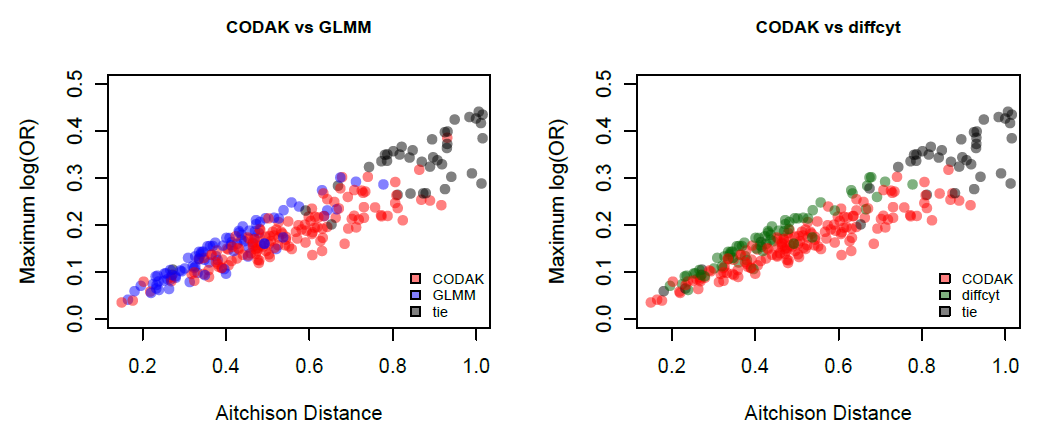 CODAK vs GLMM
Maximum log(OR)
0.5
0.4
0.3
0.2
0.1
0.0
CODAK
GLMM
tie
0.2 0.4 0.6 0.8 1.0
Aitchison Distance
CODAK vs diffcyt
Maximum log(OR)
0.5
0.4
0.3
0.2
0.1
0.0
CODAK
diffcyt
tie
0.2 0.4 0.6 0.8 1.0
Aitchison Distance